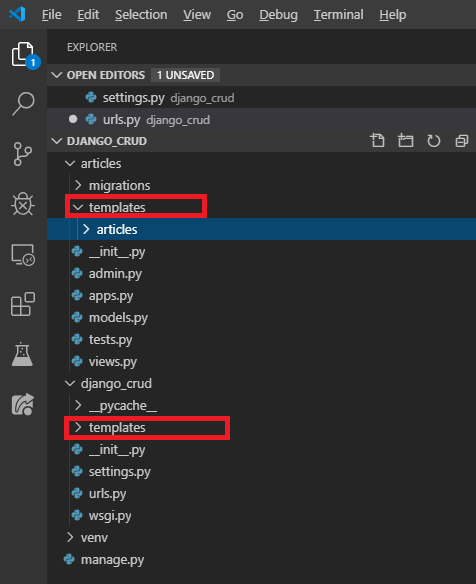 File Edit Selection View Go Debug Terminal Help
EXPLORER
1
OPEN EDITORS 1 UNSAVED
settings.py django_crud
urls.py django_crud
DJANGO_CRUD
articles
migrations
templates
articles
__init__.py
admin.py
apps.py
models.py
tests.py
views.py
django_crud
__pycache__
templates
__init__.py
settings.py
urls.py
wsgi.py
venv
manage.py